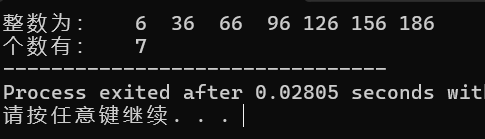 整数为:    6  36  66  96 126 156 186
个数有:    7
--------------------------------
Process exited after 0.02805 seconds wit
请按任意键继续. . .